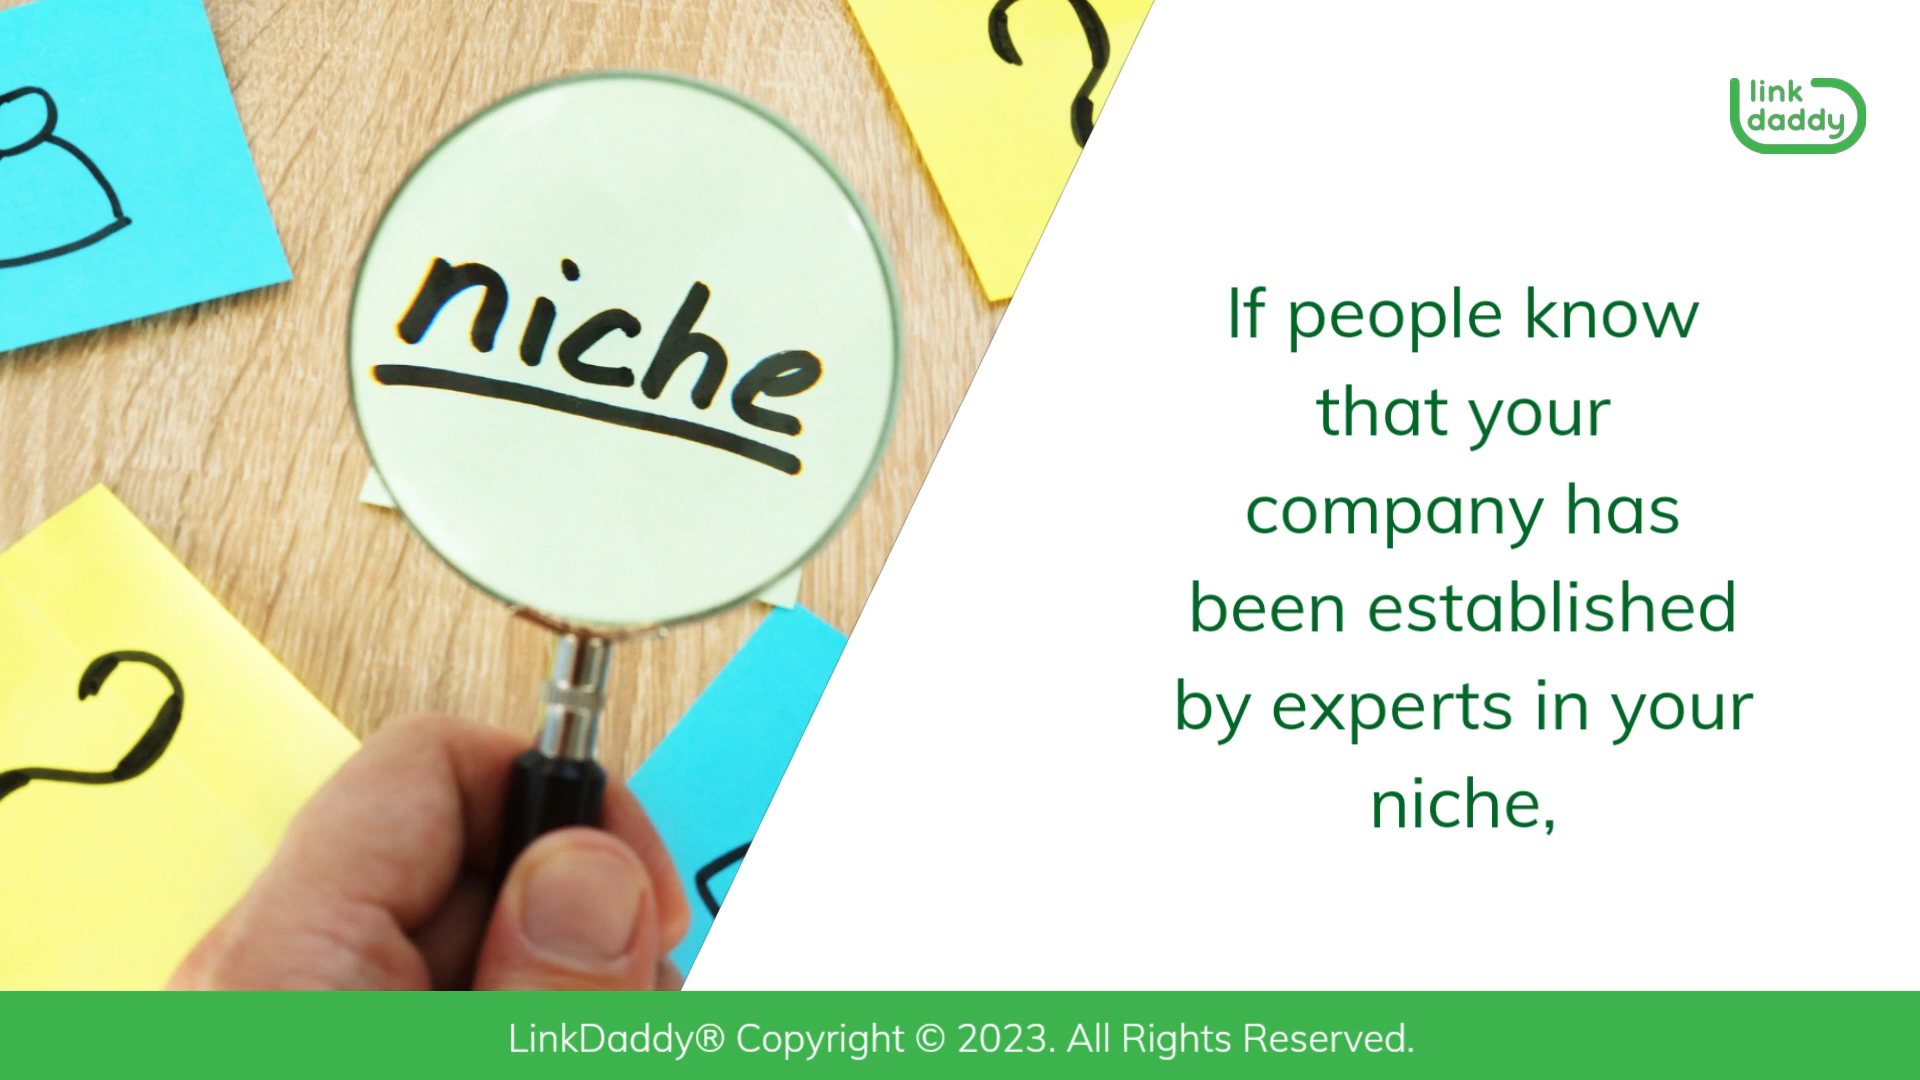 niche
?
?
link
daddy
If people know
that your
company has
been established
by experts in your
niche,
LinkDaddy® Copyright © 2023. All Rights Reserved.